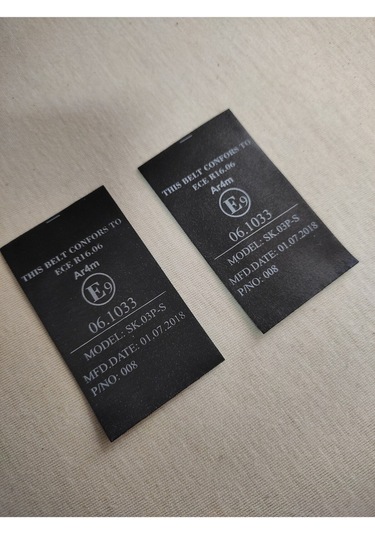 THIS BELT CONFORS TO
ECE R16.06
Ar4m
E9
06.1033
MODEL: SK.03P-S
MFD.DATE: 01.07.2018
P/NO: 008
THIS BELT CONFORS TO
ECE R16.06
Ar4m
E9
06.1033
MODEL: SK.03P-S
MFD.DATE: 01.07.2018
P/NO: 008